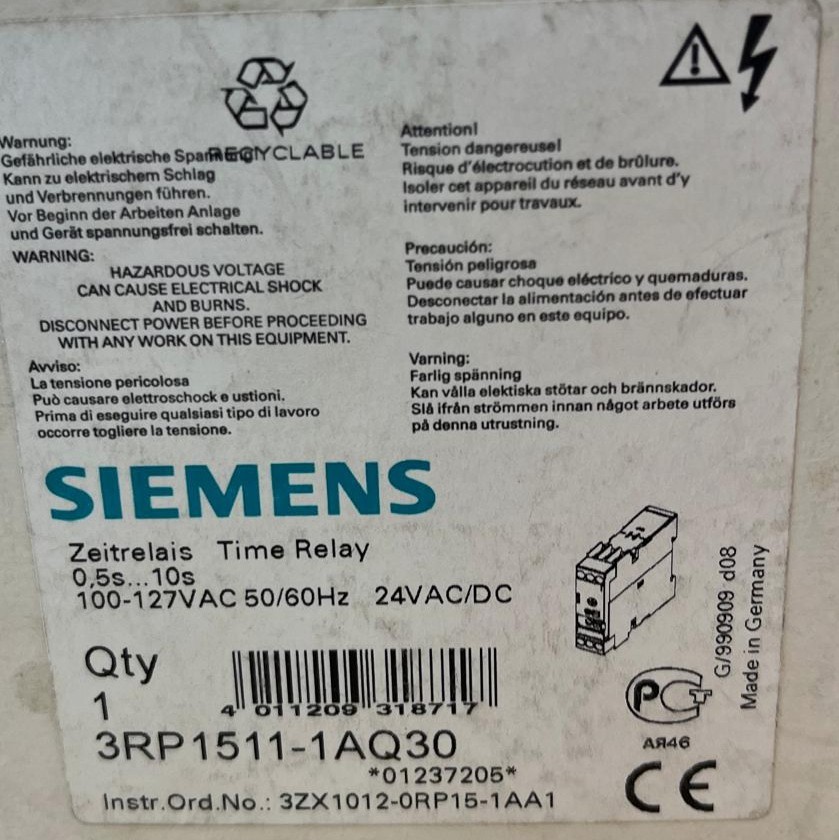 Warnung:
Gefährliche elektrische Spannung
RECYCLABLE
Kann zu elektrischem Schlag
und Verbrennungen führen.
Vor Beginn der Arbeiten Anlage
und Gerät spannungsfrei schalten.
WARNING:
HAZARDOUS VOLTAGE
CAN CAUSE ELECTRICAL SHOCK
AND BURNS.
DISCONNECT POWER BEFORE PROCEEDING
WITH ANY WORK ON THIS EQUIPMENT.
Avviso:
La tensione pericolosa
Può causare elettroschock e ustioni.
Prima di eseguire qualsiasi tipo di lavoro
occorre togliere la tensione.
Attention!
Tension dangereuse!
Risque d'électrocution et de brûlure.
Isoler cet appareil du réseau avant d'y
intervenir pour travaux.
Precaución:
Tensión peligrosa
Puede causar choque eléctrico y quemaduras.
Desconectar la alimentación antes de efectuar
trabajo alguno en este equipo.
Varning:
Farlig spänning
Kan vålla elektiska stötar och brännskador.
Slå ifrån strömmen innan något arbete utförs
på denna utrustning.
SIEMENS
Zeitrelais Time Relay
0,5s...10s
100-127VAC 50/60Hz 24VAC/DC
Qty
1
4 011209 318717
3RP1511-1AQ30
*01237205*
Instr.Ord.No.: 3ZX1012-0RP15-1AA1
G/990909 d08
Made in Germany
PCT
АЯ46
CE